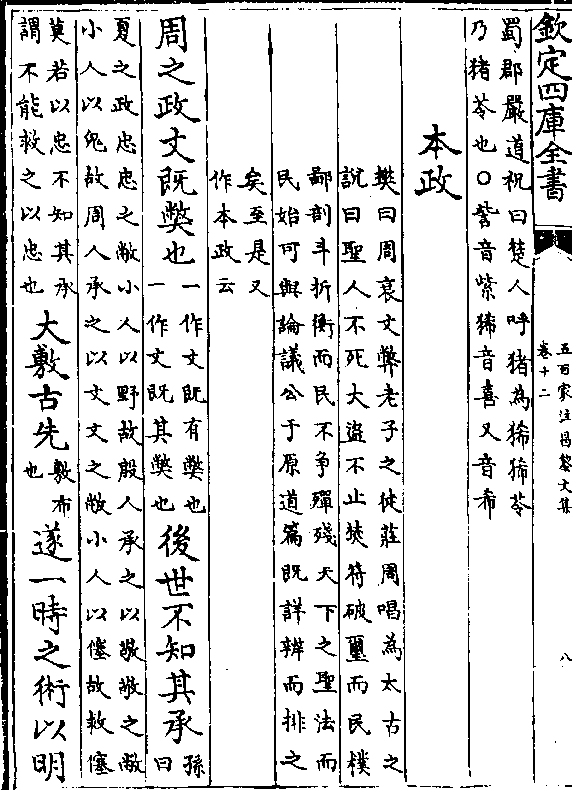 欽定四庫全書
五百家注昌黎文集
卷十二
八
蜀郡嚴道祝曰楚人呼猪為豨豨苓
乃猪苓也○訾音紫豨音喜又音希
本政
樊曰周衰文弊老子之徒莊周唱為太古之
說曰聖人不死大盗不止焚符破璽而民樸
鄙剖斗折衡而民不争殫殘天下之聖法而
民始可與論議公于原道篇既詳辨而排之
矣至是又
作本政云
周之政文既獘也
一作文既有獘也
一作文既其獘也
後世不知其承
孫
曰
夏之政忠忠之敝小人以野故殷人承之以敬敬之敝
小人以鬼故周人承之以文文之敝小人以僿故救僿
莫若以忠不知其承
謂不能救之以忠也
大敷古先
敷布
也
遂一時之術以明